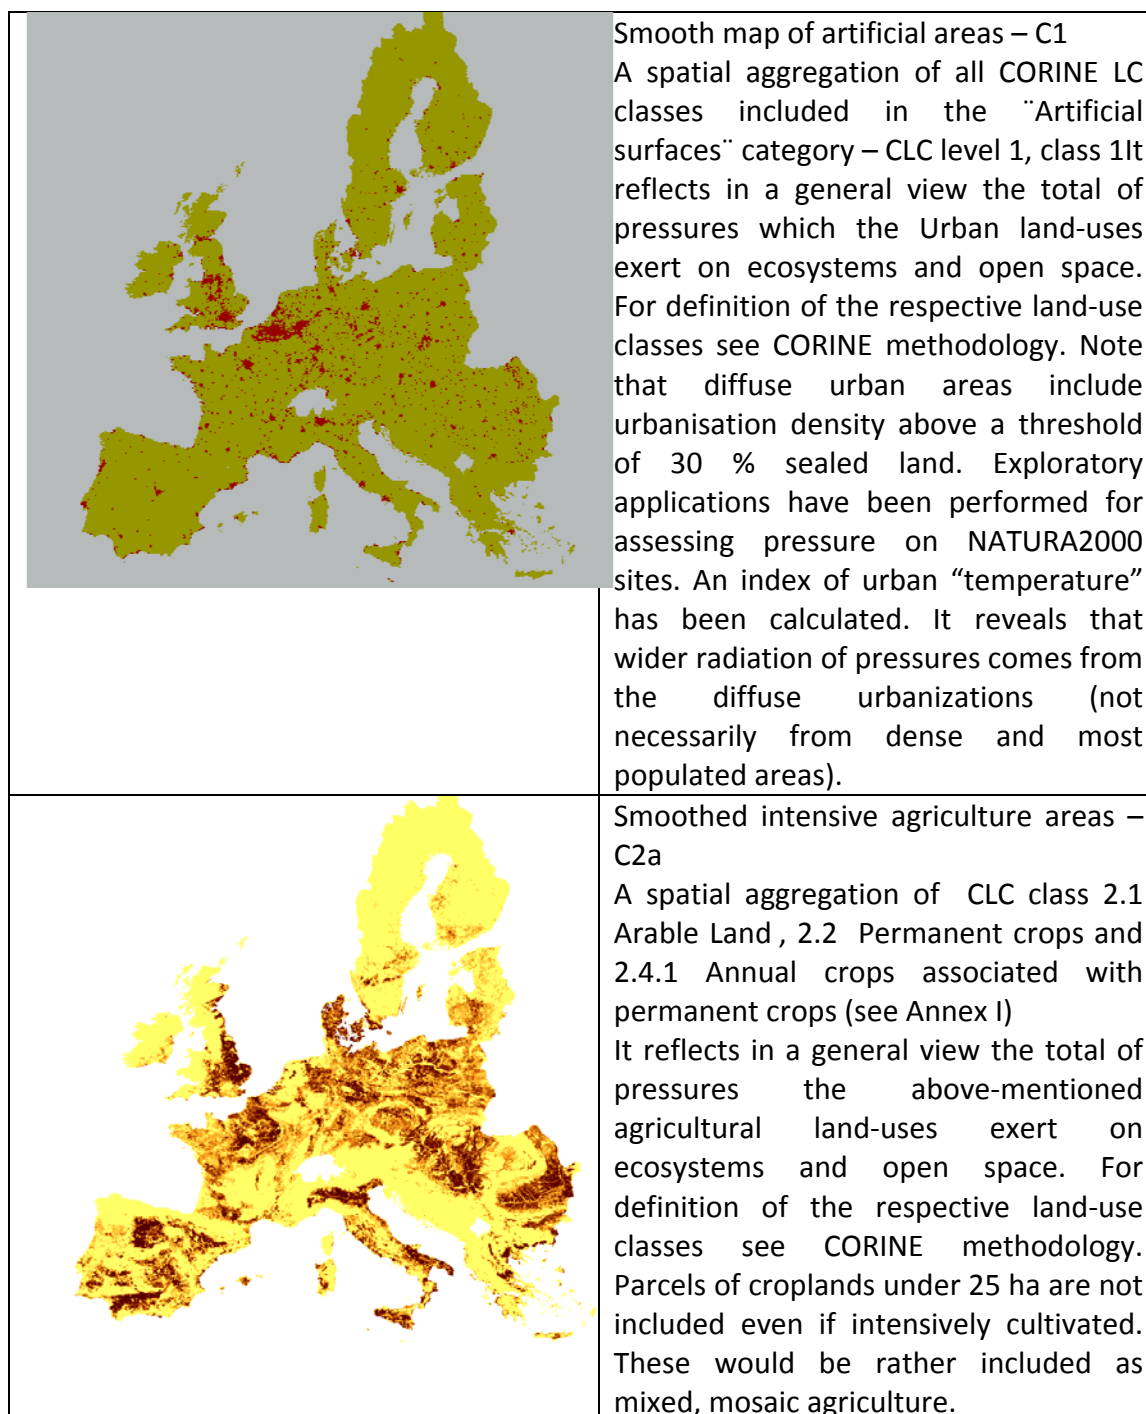 Smooth map of artificial areas – C1
A spatial aggregation of all CORINE LC
classes included in the ¨Artificial
surfaces¨ category – CLC level 1, class 1It
reflects in a general view the total of
pressures which the Urban land-uses
exert on ecosystems and open space.
For definition of the respective land-use
classes see CORINE methodology. Note
that diffuse urban areas include
urbanisation density above a threshold
of 30 % sealed land. Exploratory
applications have been performed for
assessing pressure on NATURA2000
sites. An index of urban “temperature”
has been calculated. It reveals that
wider radiation of pressures comes from
the diffuse urbanizations (not
necessarily from dense and most
populated areas).
Smoothed intensive agriculture areas –
C2a
A spatial aggregation of CLC class 2.1
Arable Land , 2.2 Permanent crops and
2.4.1 Annual crops associated with
permanent crops (see Annex I)
It reflects in a general view the total of
pressures the above-mentioned
agricultural land-uses exert on
ecosystems and open space. For
definition of the respective land-use
classes see CORINE methodology.
Parcels of croplands under 25 ha are not
included even if intensively cultivated.
These would be rather included as
mixed, mosaic agriculture.